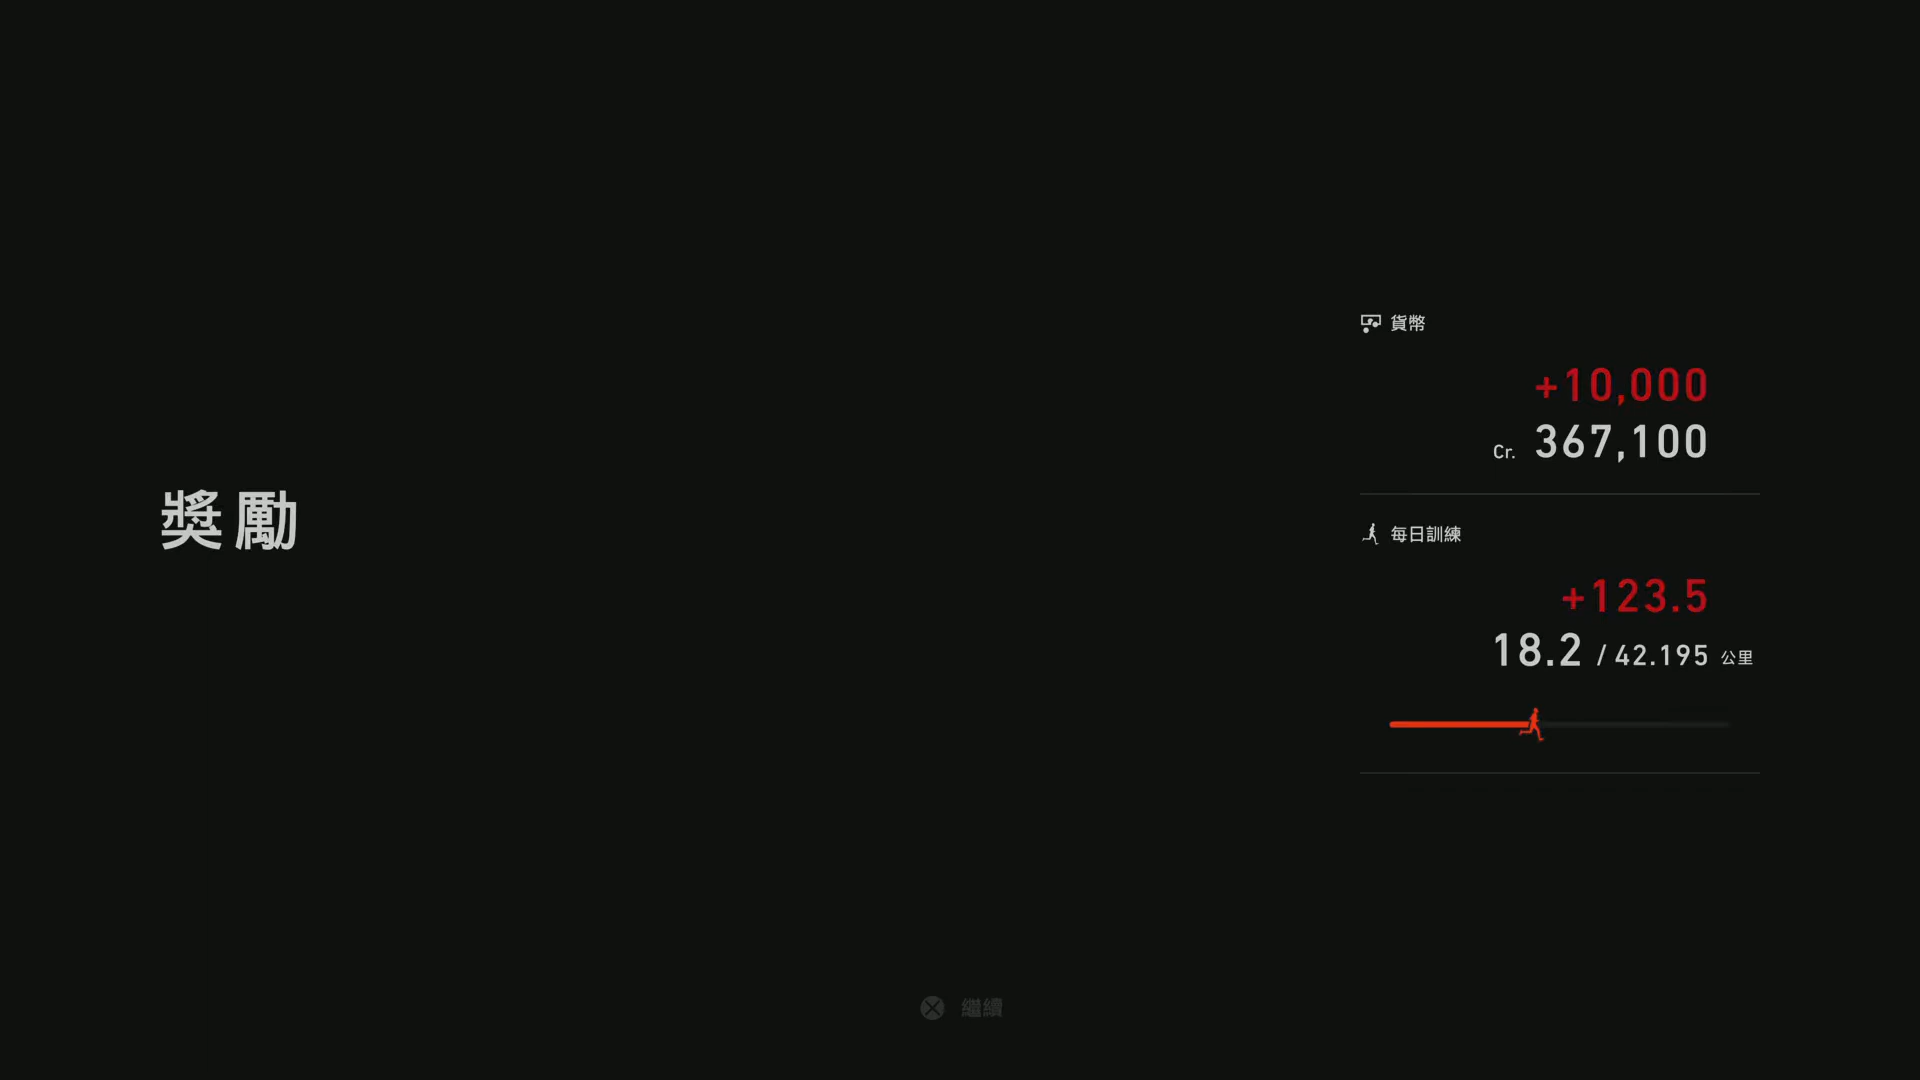 獎勵
貨幣
+10,000
Cr. 367,100
每日訓練
+123.5
18.2 / 42.195 公里
繼續